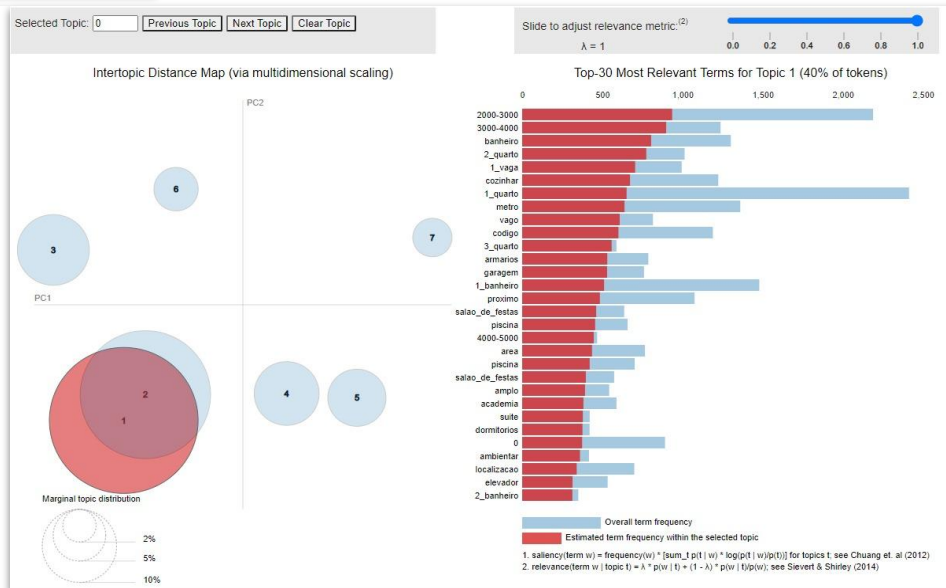 Selected Topic: 0 Previous Topic Next Topic Clear Topic
Slide to adjust relevance metric:(2)
λ = 1
0.0 0.2 0.4 0.6 0.8 1.0
Intertopic Distance Map (via multidimensional scaling)
PC2
PC1
6
3
7
2
1
4
5
Marginal topic distribution
2%
5%
10%
Top-30 Most Relevant Terms for Topic 1 (40% of tokens)
0 500 1,000 1,500 2,000 2,500
2000-3000
3000-4000
banheiro
2_quarto
1_vaga
cozinhar
1_quarto
metro
vago
codigo
3_quarto
armarios
garagem
1_banheiro
proximo
salao_de_festas
piscina
4000-5000
area
piscina
salao_de_festas
amplo
academia
suite
dormitorios
0
ambientar
localizacao
elevador
2_banheiro
Overall term frequency
Estimated term frequency within the selected topic
1. saliency(term w) = frequency(w) * [sum_t p(t | w) * log(p(t | w)/p(t))] for topics t; see Chuang et. al (2012)
2. relevance(term w | topic t) = λ * p(w | t) + (1 - λ) * p(w | t)/p(w); see Sievert & Shirley (2014)